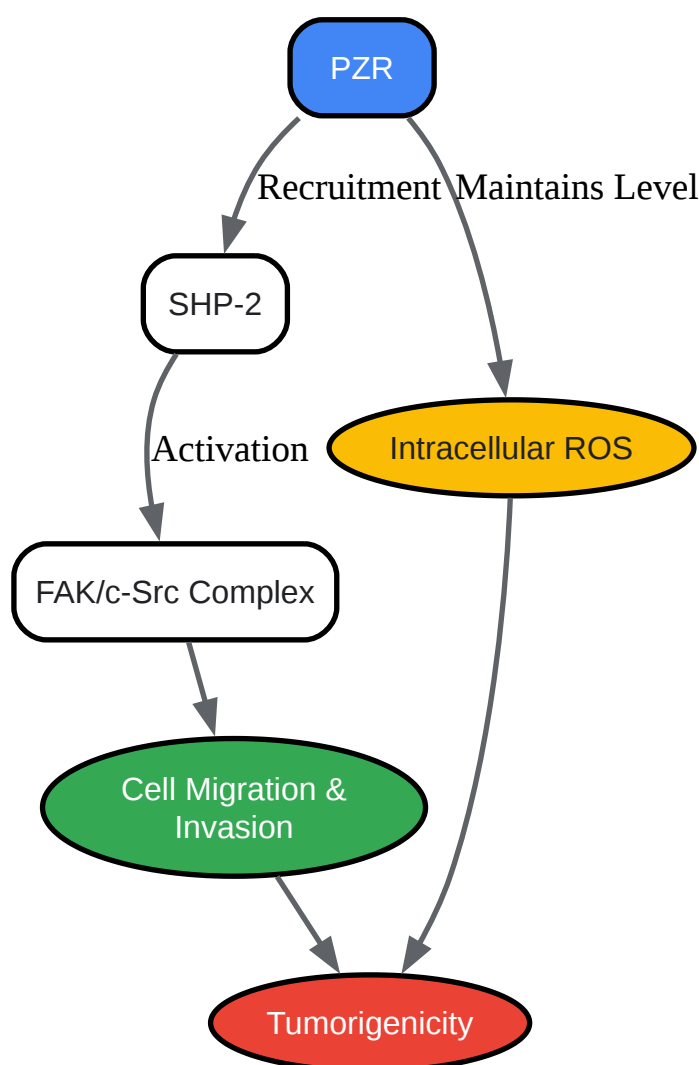 PZR
Recruitment
Maintains Level
SHP-2
Activation
Intracellular ROS
FAK/c-Src Complex
Cell Migration &
Invasion
Tumorigenicity